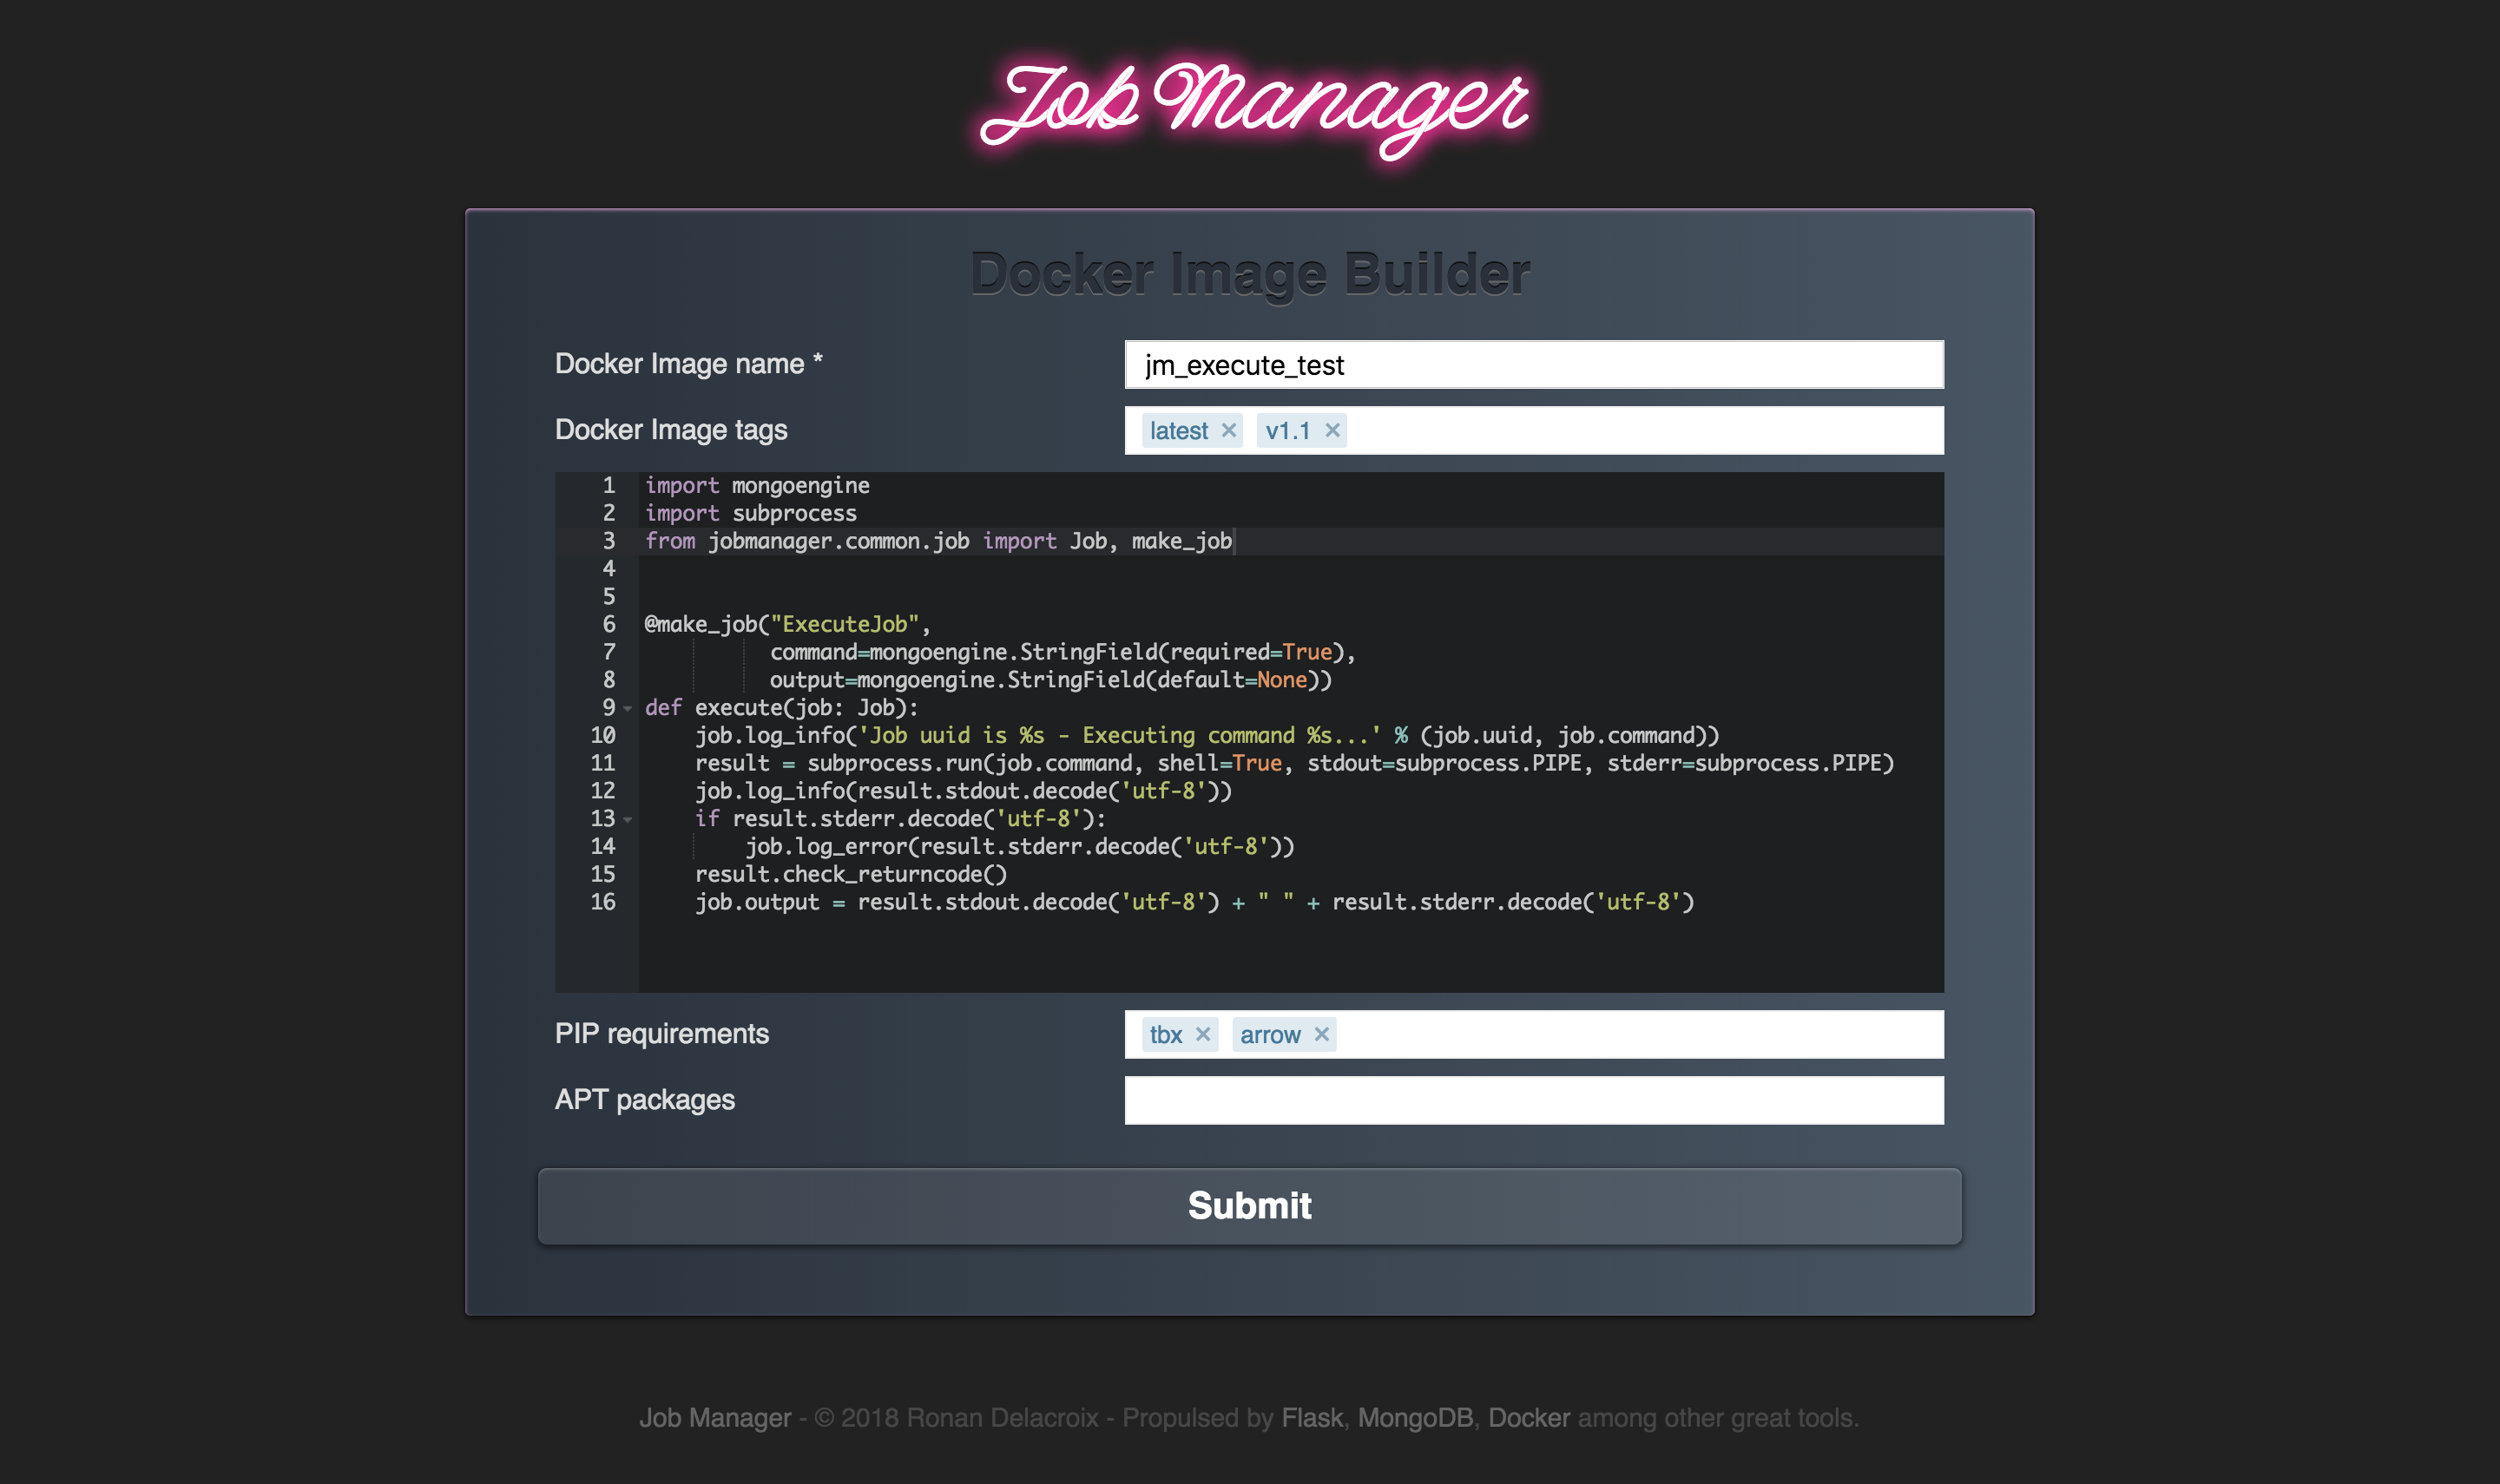 Job Manager
Docker Image Builder
Docker Image name *
jm_execute_test
Docker Image tags
latest × v1.1 ×
1 import mongoengine
2 import subprocess
3 from jobmanager.common.job import Job, make_job
4
5
6 @make_job("ExecuteJob",
7           command=mongoengine.StringField(required=True),
8           output=mongoengine.StringField(default=None))
9 def execute(job: Job):
10     job.log_info('Job uuid is %s - Executing command %s...' % (job.uuid, job.command))
11     result = subprocess.run(job.command, shell=True, stdout=subprocess.PIPE, stderr=subprocess.PIPE)
12     job.log_info(result.stdout.decode('utf-8'))
13     if result.stderr.decode('utf-8'):
14         job.log_error(result.stderr.decode('utf-8'))
15     result.check_returncode()
16     job.output = result.stdout.decode('utf-8') + " " + result.stderr.decode('utf-8')
PIP requirements
tbx × arrow ×
APT packages
Submit
Job Manager - © 2018 Ronan Delacroix - Propulsed by Flask, MongoDB, Docker among other great tools.